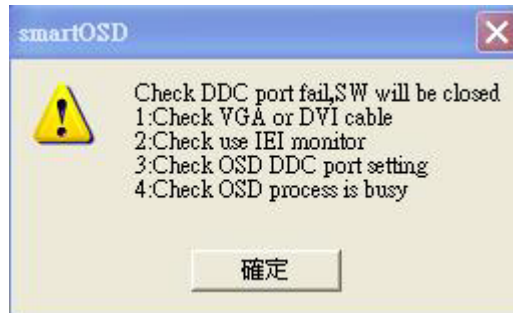 smartOSD
Check DDC port fail,SW will be closed
1:Check VGA or DVI cable
2:Check use IEI monitor
3:Check OSD DDC port setting
4:Check OSD process is busy
確定